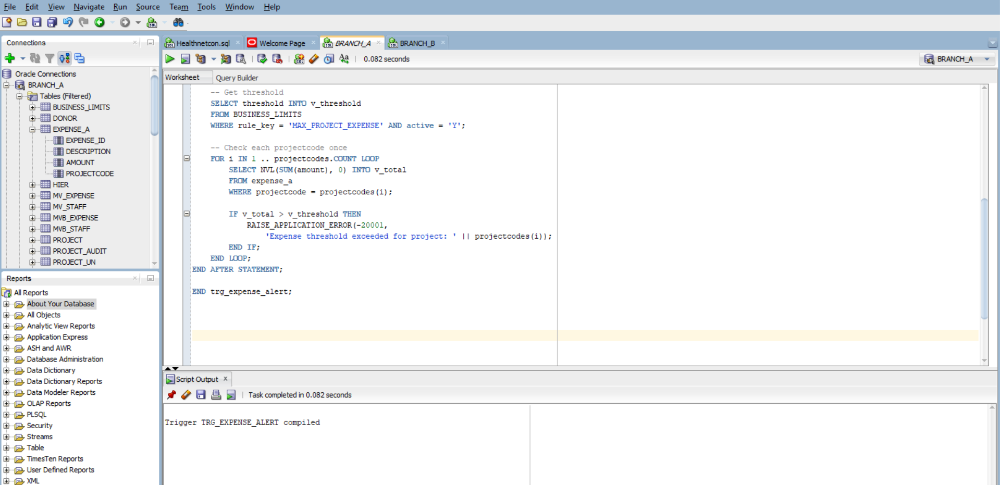 File Edit View Navigate Run Source Team Tools Window Help
Connections
Oracle Connections
BRANCH_A
Tables (Filtered)
BUSINESS_LIMITS
DONOR
EXPENSE_A
EXPENSE_ID
DESCRIPTION
AMOUNT
PROJECTCODE
HIER
MV_EXPENSE
MV_STAFF
MVB_EXPENSE
MVB_STAFF
PROJECT
PROJECT_AUDIT
PROJECT_UN
Reports
All Reports
About Your Database
All Objects
Analytic View Reports
Application Express
ASH and AWR
Database Administration
Data Dictionary
Data Dictionary Reports
Data Modeler Reports
OLAP Reports
PLSQL
Security
Streams
Table
TimesTen Reports
User Defined Reports
XML
Healthnetcon.sql Welcome Page BRANCH_A BRANCH_B
0.082 seconds BRANCH_A
Worksheet Query Builder
-- Get threshold
SELECT threshold INTO v_threshold
FROM BUSINESS_LIMITS
WHERE rule_key = 'MAX_PROJECT_EXPENSE' AND active = 'Y';
-- Check each projectcode once
FOR i IN 1 .. projectcodes.COUNT LOOP
SELECT NVL(SUM(amount), 0) INTO v_total
FROM expense_a
WHERE projectcode = projectcodes(i);
IF v_total > v_threshold THEN
RAISE_APPLICATION_ERROR(-20001,
'Expense threshold exceeded for project: ' || projectcodes(i));
END IF;
END LOOP;
END AFTER STATEMENT;
END trg_expense_alert;
Script Output
Task completed in 0.082 seconds
Trigger TRG_EXPENSE_ALERT compiled